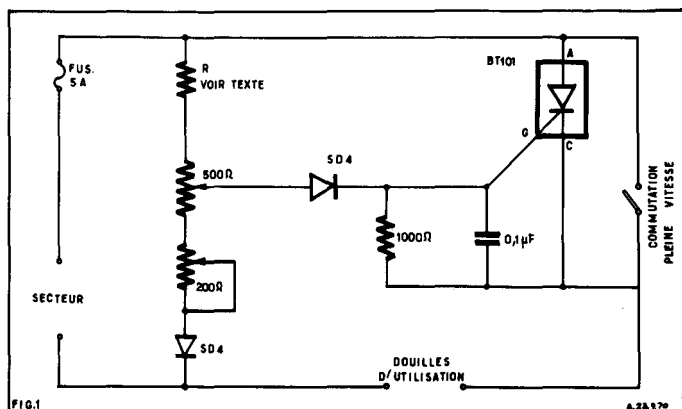 FUS.
5A
R
VOIR TEXTE
BT101
A
G
C
500Ω
SD4
1000Ω
0,1µF
COMMUTATION
PLEINE VITESSE
200Ω
SECTEUR
SD4
DOUILLES
D'UTILISATION
FIG.1